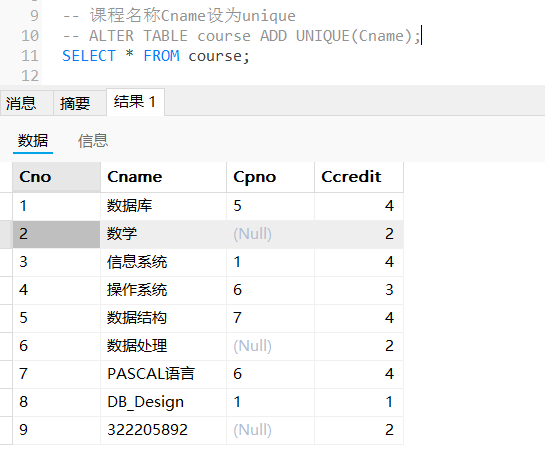 9 -- 课程名称Cname设为unique
10 -- ALTER TABLE course ADD UNIQUE(Cname);
11 SELECT * FROM course;
12
消息 摘要 结果 1
数据 信息
Cno Cname Cpno Ccredit
1 数据库 5 4
2 数学 (Null) 2
3 信息系统 1 4
4 操作系统 6 3
5 数据结构 7 4
6 数据处理 (Null) 2
7 PASCAL语言 6 4
8 DB_Design 1 1
9 322205892 (Null) 2